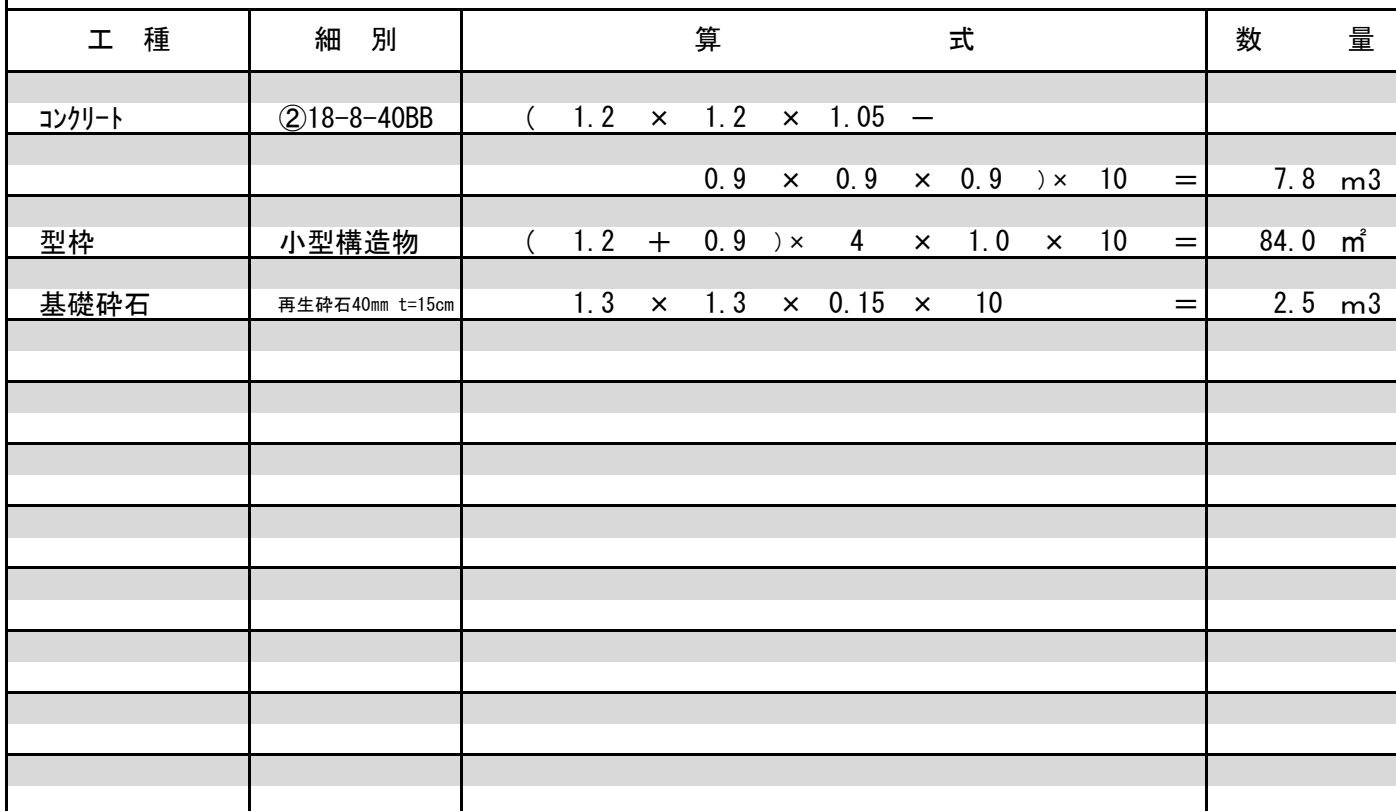 工 種 細 別 算 式 数 量
ｺﾝｸﾘｰﾄ ②18-8-40BB ( 1.2 × 1.2 × 1.05 －
0.9 × 0.9 × 0.9 )× 10 ＝ 7.8 m3
型枠 小型構造物 ( 1.2 ＋ 0.9 )× 4 × 1.0 × 10 ＝ 84.0 ㎡
基礎砕石 再生砕石40mm t=15cm 1.3 × 1.3 × 0.15 × 10 ＝ 2.5 m3